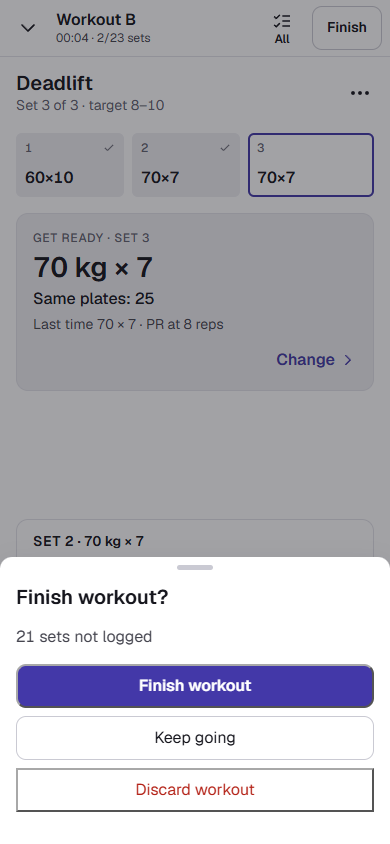 Workout B
00:04 · 2/23 sets
All
Finish
Deadlift
Set 3 of 3 · target 8–10
1
60×10
2
70×7
3
70×7
GET READY · SET 3
70 kg × 7
Same plates: 25
Last time 70 × 7 · PR at 8 reps
Change
SET 2 · 70 kg × 7
Finish workout?
21 sets not logged
Finish workout
Keep going
Discard workout